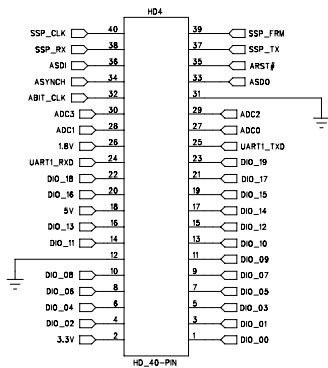 HD4
SSP_CLK 40 39 SSP_FRM
SSP_RX 38 37 SSP_TX
ASDI 36 35 ARST#
ASYNCH 34 33 ASDO
ABIT_CLK 32 31
ADC3 30 29 ADC2
ADC1 28 27 ADC0
1.8V 26 25 UART1_TXD
UART1_RXD 24 23 DIO_19
DIO_18 22 21 DIO_17
DIO_16 20 19 DIO_15
5V 18 17 DIO_14
DIO_13 16 15 DIO_12
DIO_11 14 13 DIO_10
12 11 DIO_09
DIO_08 10 9 DIO_07
DIO_06 8 7 DIO_05
DIO_04 6 5 DIO_03
DIO_02 4 3 DIO_01
3.3V 2 1 DIO_00
HD_40-PIN